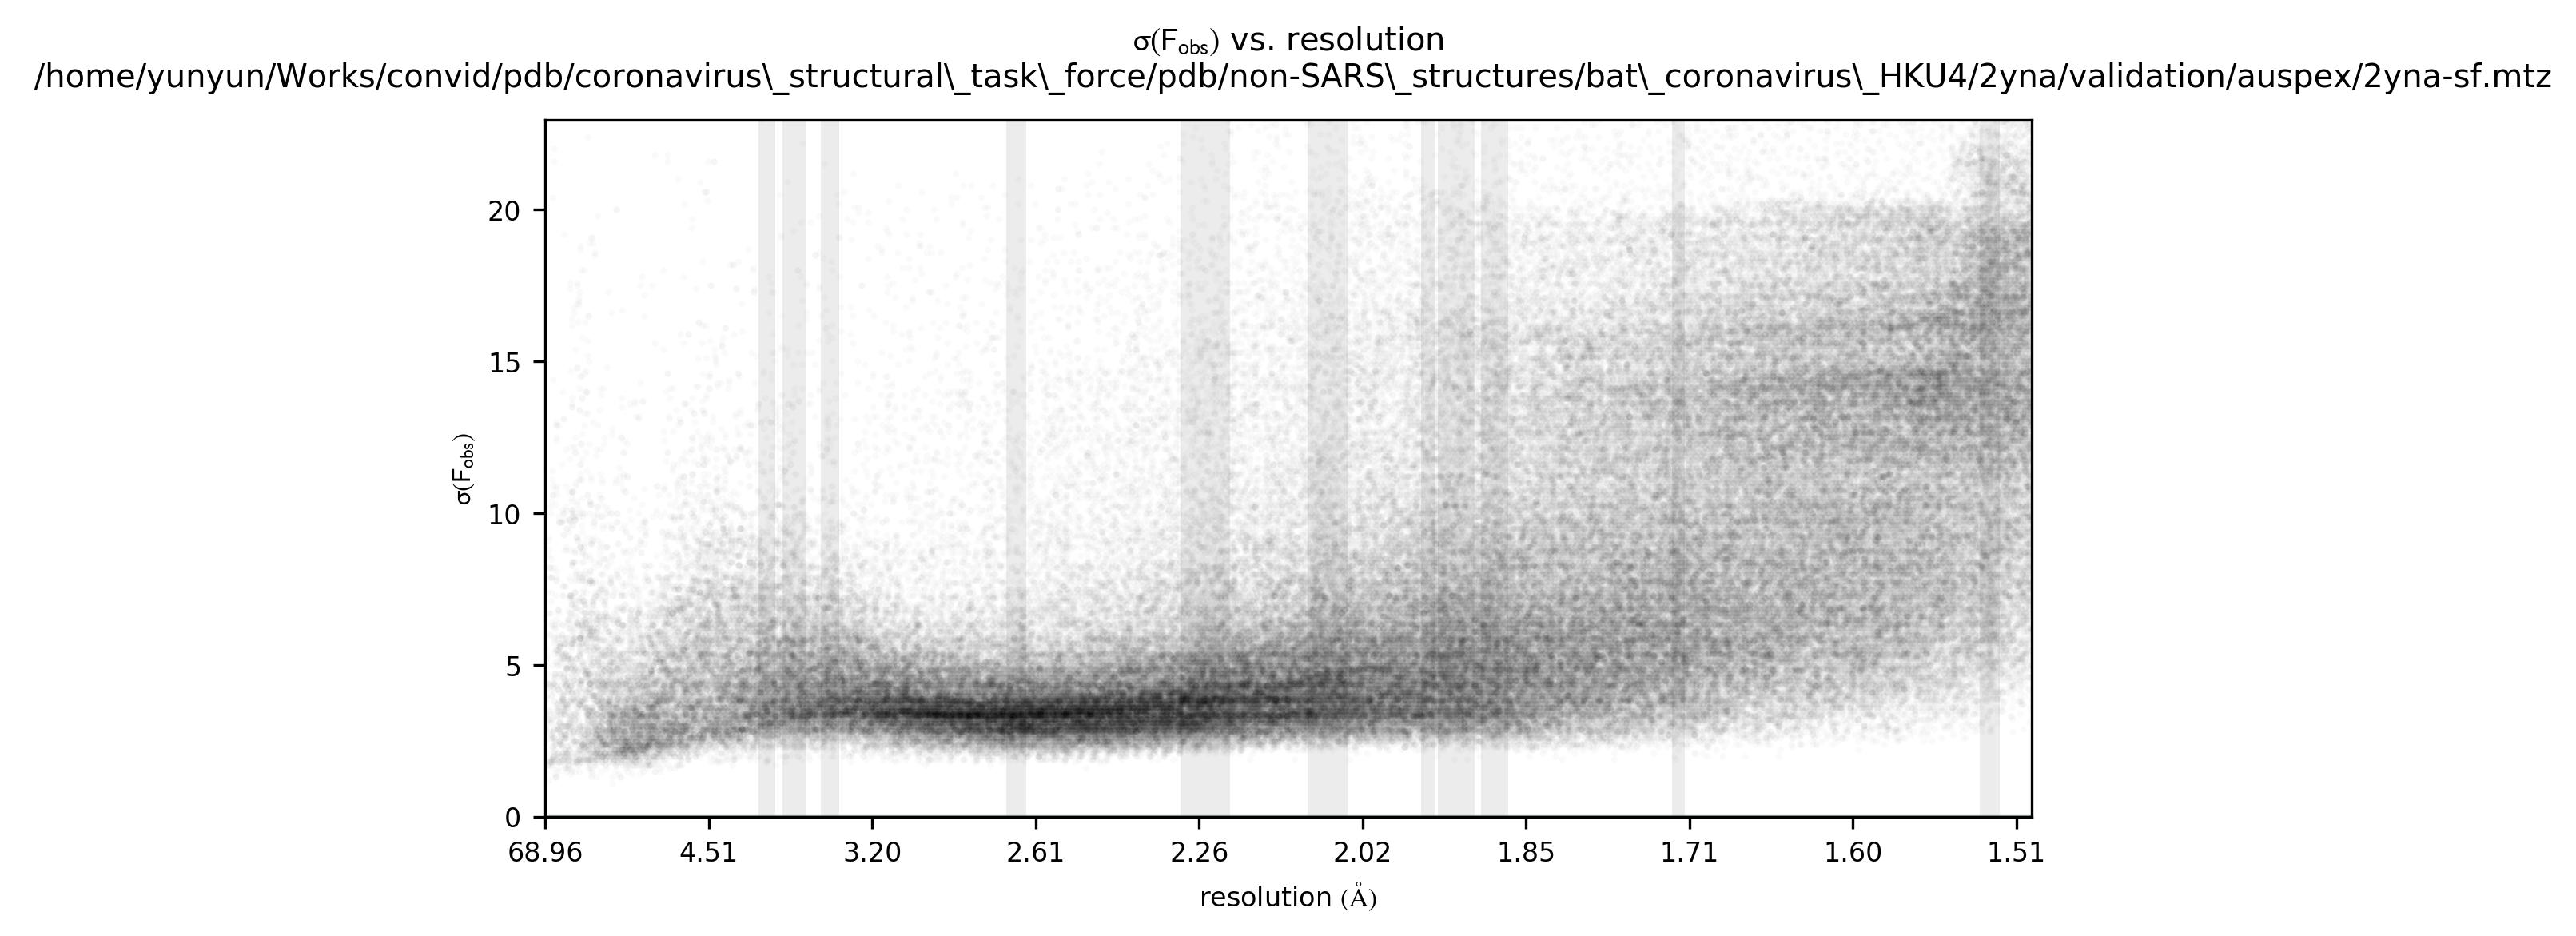 σ(Fobs) vs. resolution
/home/yunyun/Works/convid/pdb/coronavirus\_structural\_task\_force/pdb/non-SARS\_structures/bat\_coronavirus\_HKU4/2yna/validation/auspex/2yna-sf.mtz
20
15
10
5
0
σ(Fobs)
68.96 4.51 3.20 2.61 2.26 2.02 1.85 1.71 1.60 1.51
resolution (Å)